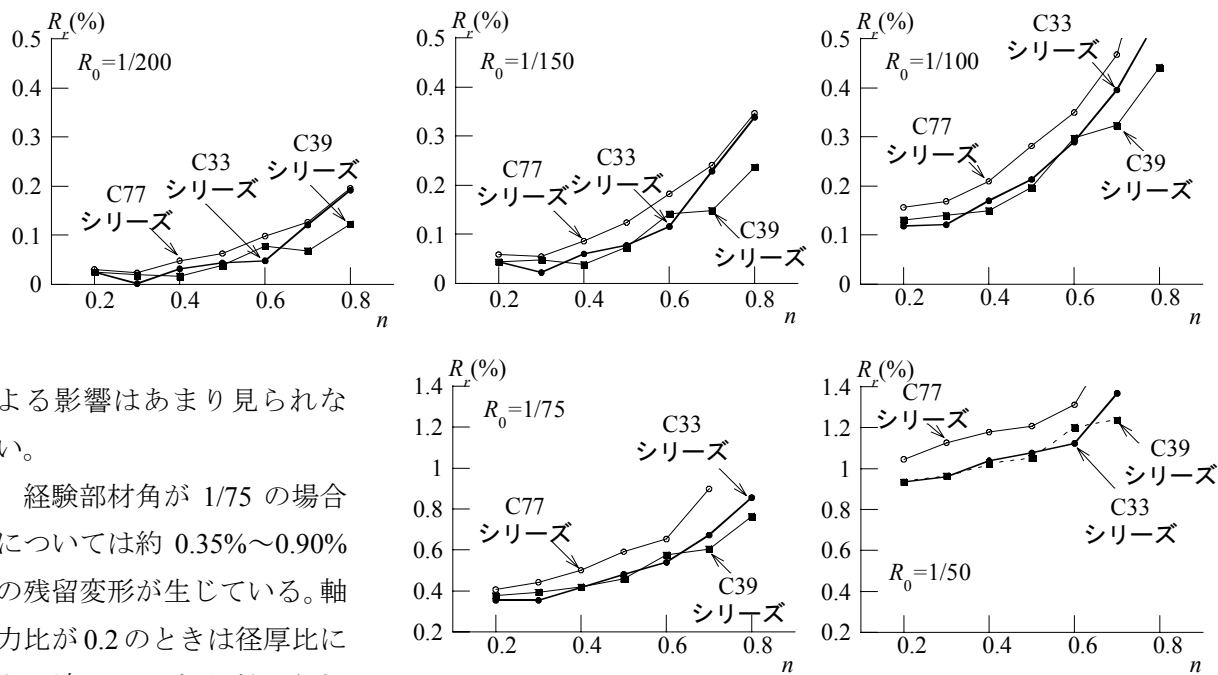 R_r(%)
0.5
0.4
0.3
0.2
0.1
0
R_0=1/200
C77
シリーズ
C33
シリーズ
C39
シリーズ
0.2
0.4
0.6
0.8
n
R_r(%)
0.5
0.4
0.3
0.2
0.1
0
R_0=1/150
C77
シリーズ
C33
シリーズ
C39
シリーズ
0.2
0.4
0.6
0.8
n
R_r(%)
0.5
0.4
0.3
0.2
0.1
0
R_0=1/100
C33
シリーズ
C77
シリーズ
C39
シリーズ
0.2
0.4
0.6
0.8
n
よる影響はあまり見られな
い。
経験部材角が 1/75 の場合
については約 0.35%～0.90%
の残留変形が生じている。軸
力比が 0.2 のときは径厚比に
R_r(%)
1.4
1.2
1
0.8
0.6
0.4
0.2
R_0=1/75
C33
シリーズ
C77
シリーズ
C39
シリーズ
0.2
0.4
0.6
0.8
n
R_r(%)
1.4
1.2
1
0.8
0.6
0.4
0.2
C77
シリーズ
C39
シリーズ
C33
シリーズ
R_0=1/50
0.2
0.4
0.6
0.8
n